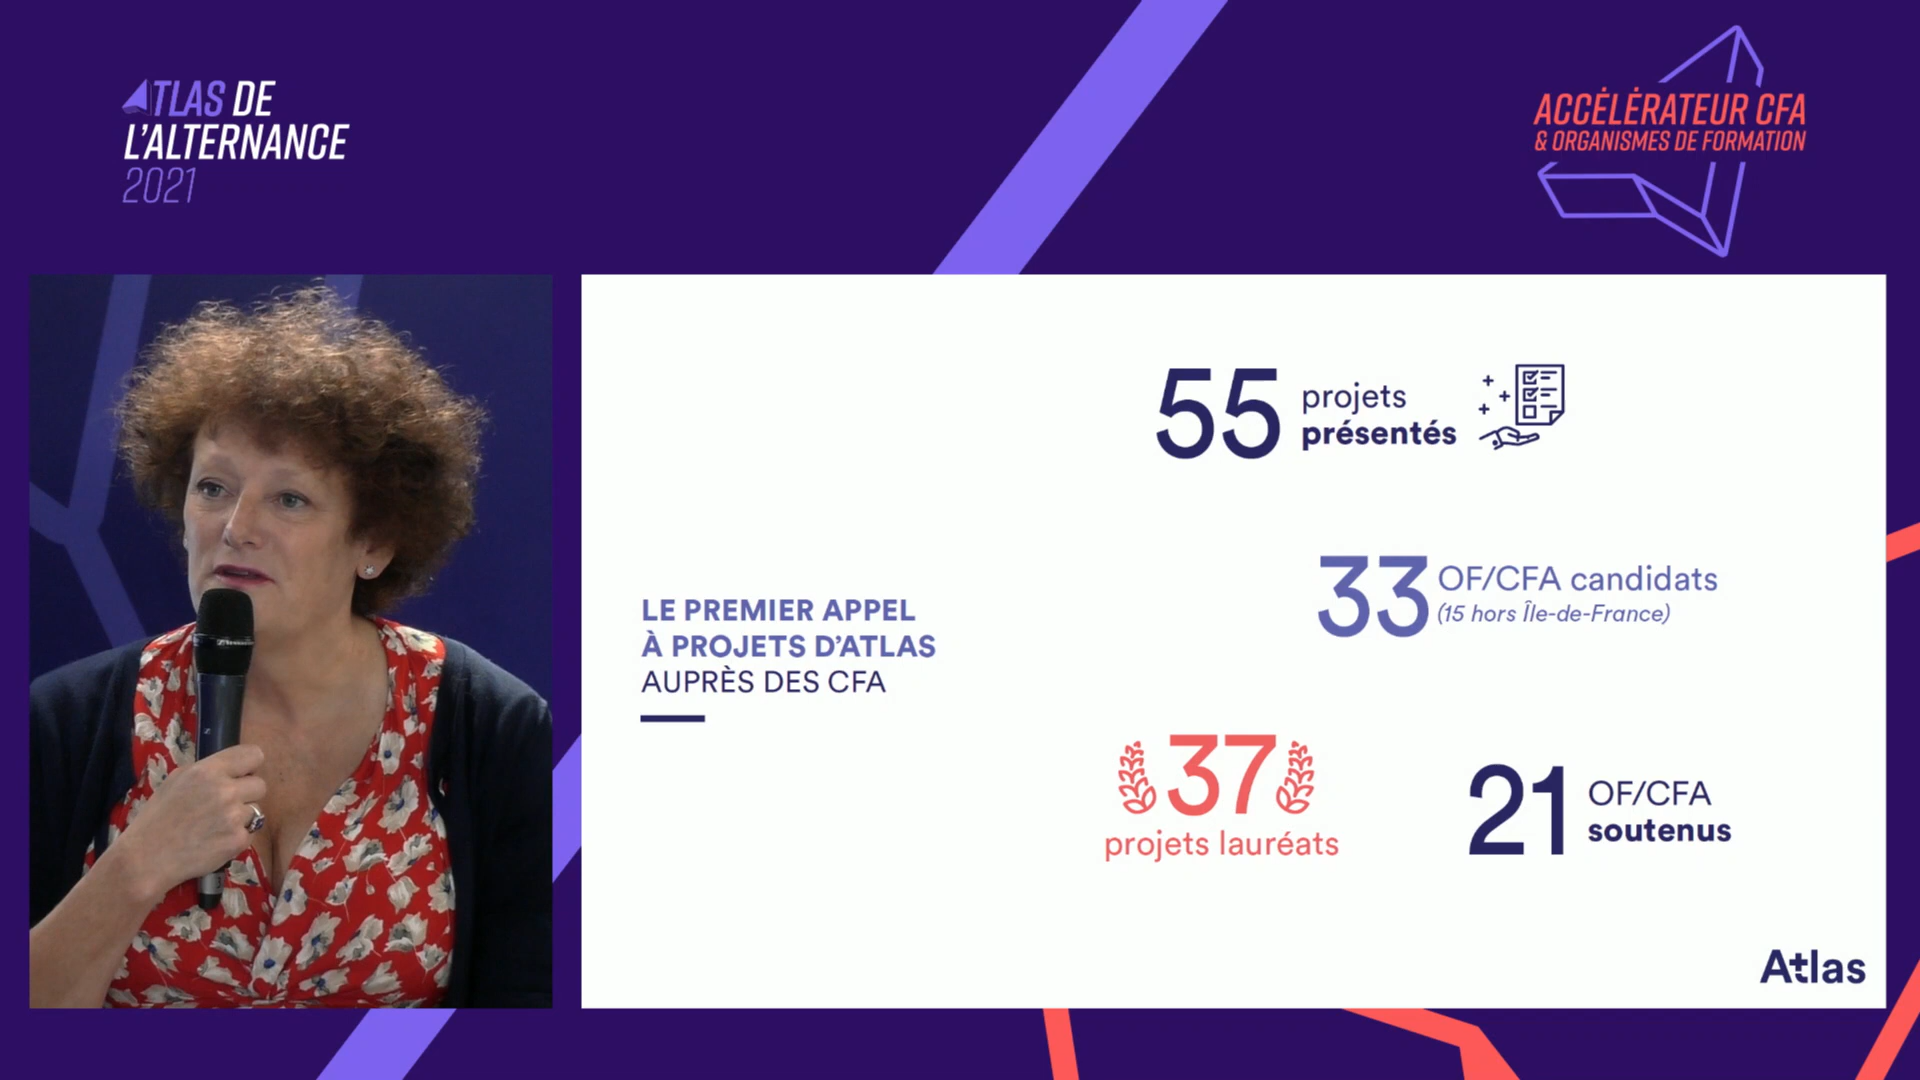 ATLAS DE
L'ALTERNANCE
2021
ACCÉLÉRATEUR CFA
& ORGANISMES DE FORMATION
LE PREMIER APPEL
À PROJETS D'ATLAS
AUPRÈS DES CFA
55 projets
présentés
33 OF/CFA candidats
(15 hors Île-de-France)
37
projets lauréats
21 OF/CFA
soutenus
Atlas